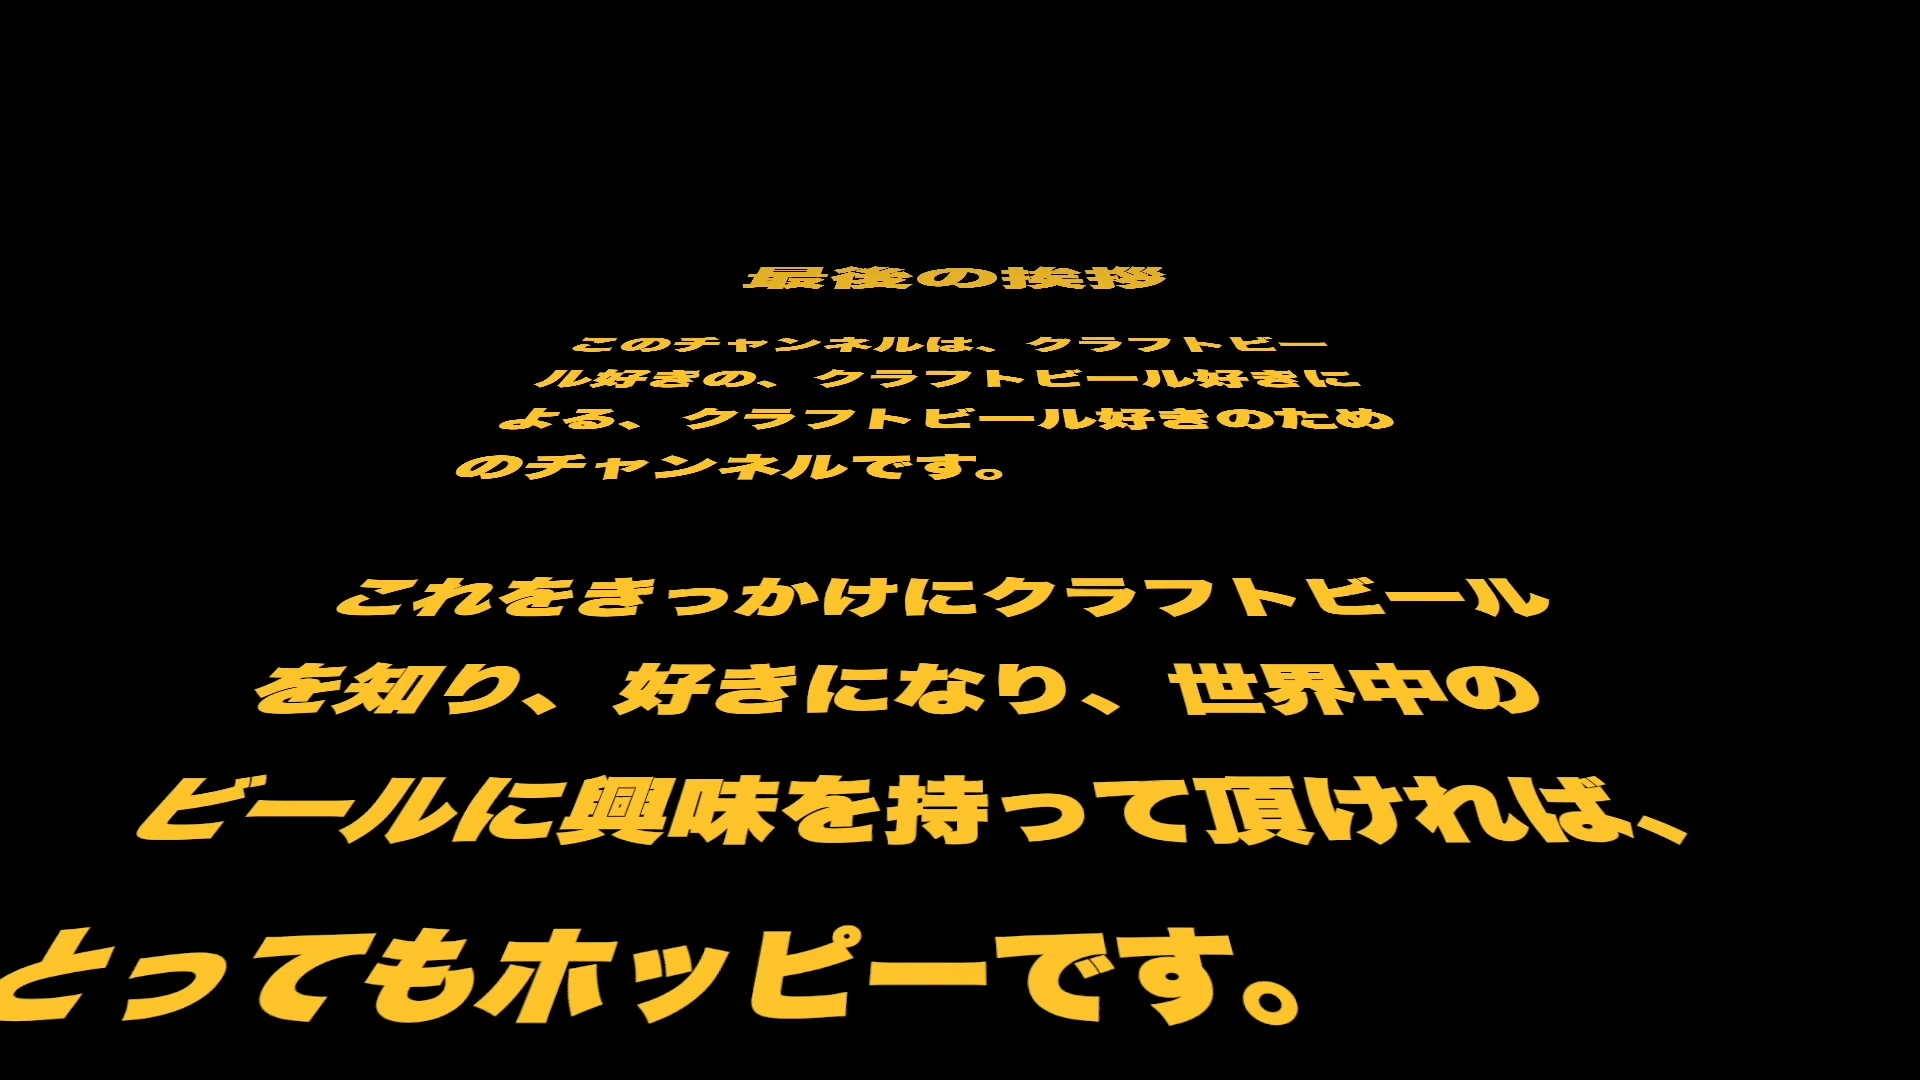 最後の挨拶
このチャンネルは、クラフトビー
ル好きの、クラフトビール好きに
よる、クラフトビール好きのため
のチャンネルです。
これをきっかけにクラフトビール
を知り、好きになり、世界中の
ビールに興味を持って頂ければ、
とってもホッピーです。